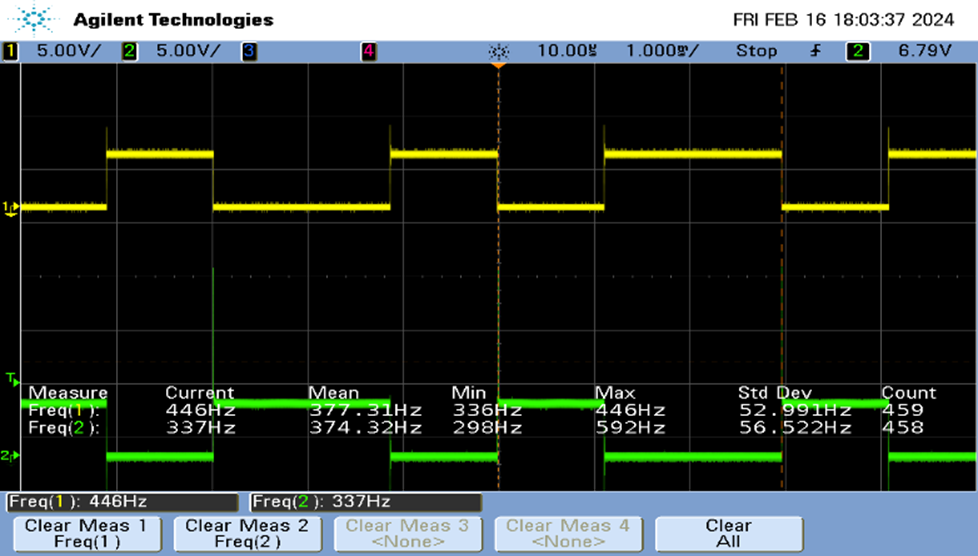 Agilent Technologies FRI FEB 16 18:03:37 2024
1 5.00V/ 2 5.00V/ 3 4 10.00s 1.000s/ Stop 2 6.79V
1
T
Measure Current Mean Min Max Std Dev Count
Freq(1): 446Hz 377.31Hz 336Hz 446Hz 52.991Hz 459
Freq(2): 337Hz 374.32Hz 298Hz 592Hz 56.522Hz 458
2
Freq(1): 446Hz Freq(2): 337Hz
Clear Meas 1 Clear Meas 2 Clear Meas 3 Clear Meas 4 Clear
Freq(1) Freq(2) <None> <None> All